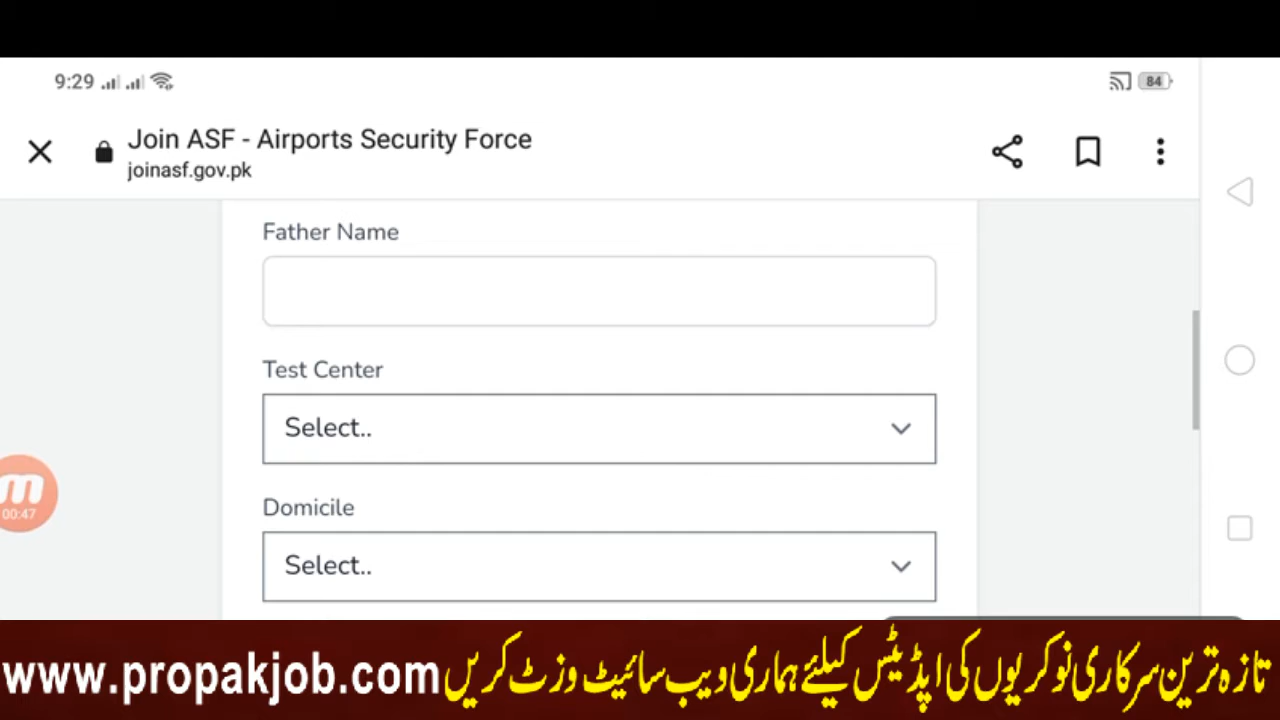 9:29
84
Join ASF - Airports Security Force
joinasf.gov.pk
Father Name
Test Center
Select..
Domicile
Select..
00:47
www.propakjob.com تازہ ترین سرکاری نوکریوں کی اپڈیٹس کیلئے ہماری ویب سائیٹ وزٹ کریں